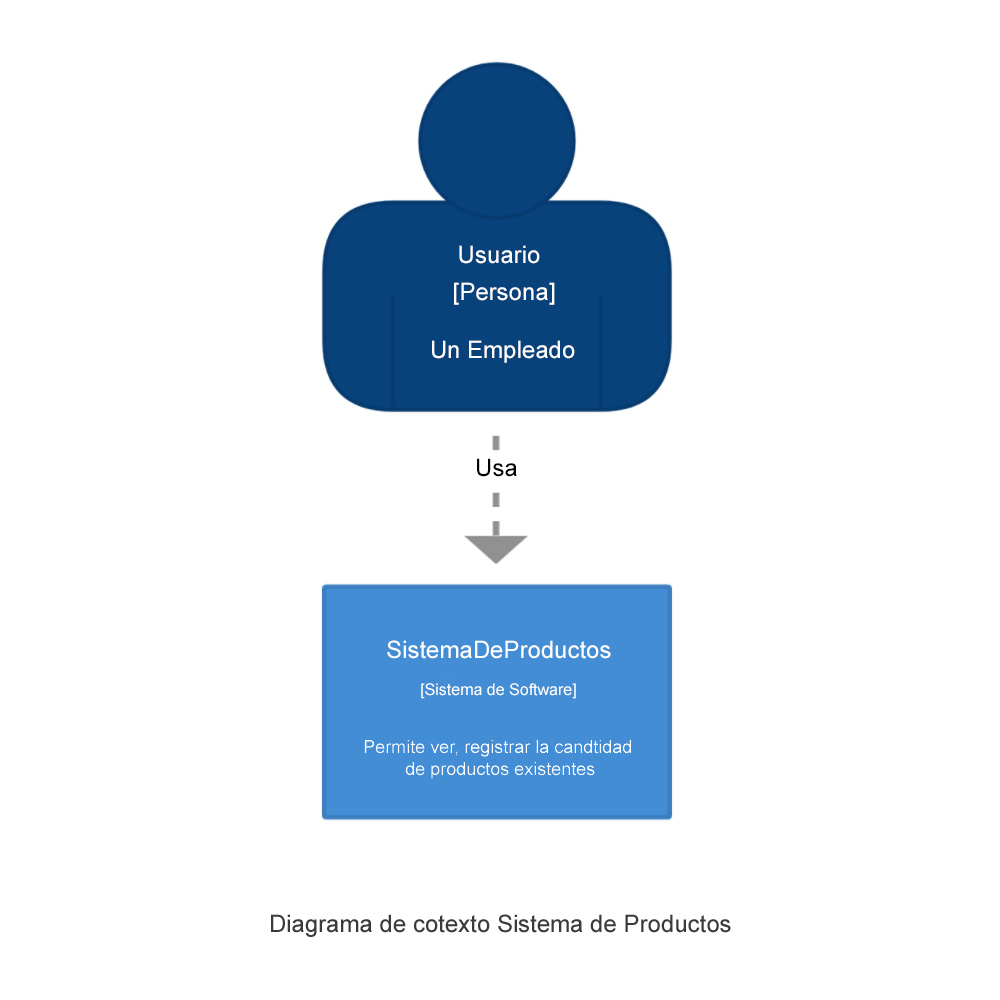 Usuario
[Persona]
Un Empleado
Usa
SistemaDeProductos
[Sistema de Software]
Permite ver, registrar la candtidad
de productos existentes
Diagrama de cotexto Sistema de Productos